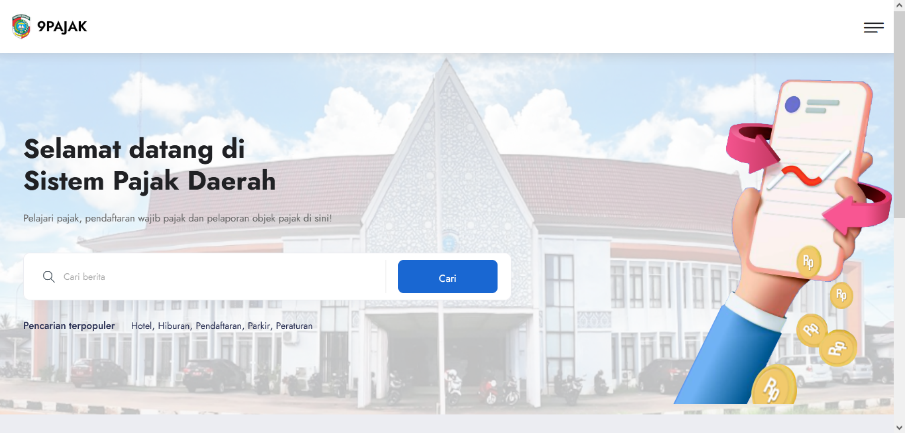 9PAJAK
Selamat datang di
Sistem Pajak Daerah
Pelajari pajak, pendaftaran wajib pajak dan pelaporan objek pajak di sini!
Cari berita
Cari
Pencarian terpopuler Hotel, Hiburan, Pendaftaran, Parkir, Peraturan
Rp
Rp
Rp
Rp
Rp